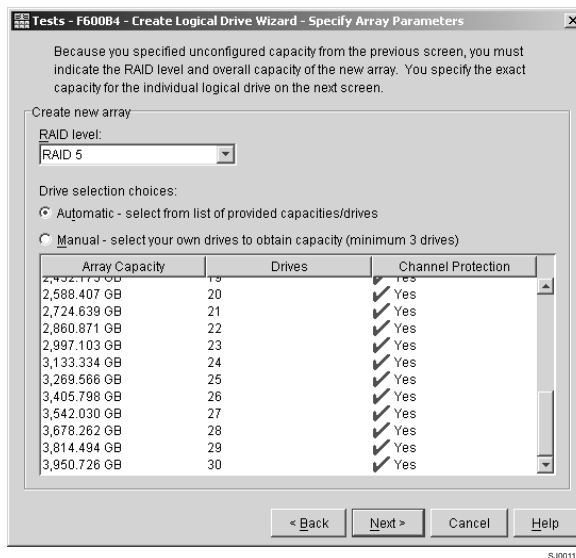 Tests - F600B4 - Create Logical Drive Wizard - Specify Array Parameters
Because you specified unconfigured capacity from the previous screen, you must
indicate the RAID level and overall capacity of the new array. You specify the exact
capacity for the individual logical drive on the next screen.
Create new array
RAID level:
RAID 5
Drive selection choices:
Automatic - select from list of provided capacities/drives
Manual - select your own drives to obtain capacity (minimum 3 drives)
Array Capacity Drives Channel Protection
2,452.175 GB 19 Yes
2,588.407 GB 20 Yes
2,724.639 GB 21 Yes
2,860.871 GB 22 Yes
2,997.103 GB 23 Yes
3,133.334 GB 24 Yes
3,269.566 GB 25 Yes
3,405.798 GB 26 Yes
3,542.030 GB 27 Yes
3,678.262 GB 28 Yes
3,814.494 GB 29 Yes
3,950.726 GB 30 Yes
< Back Next > Cancel Help